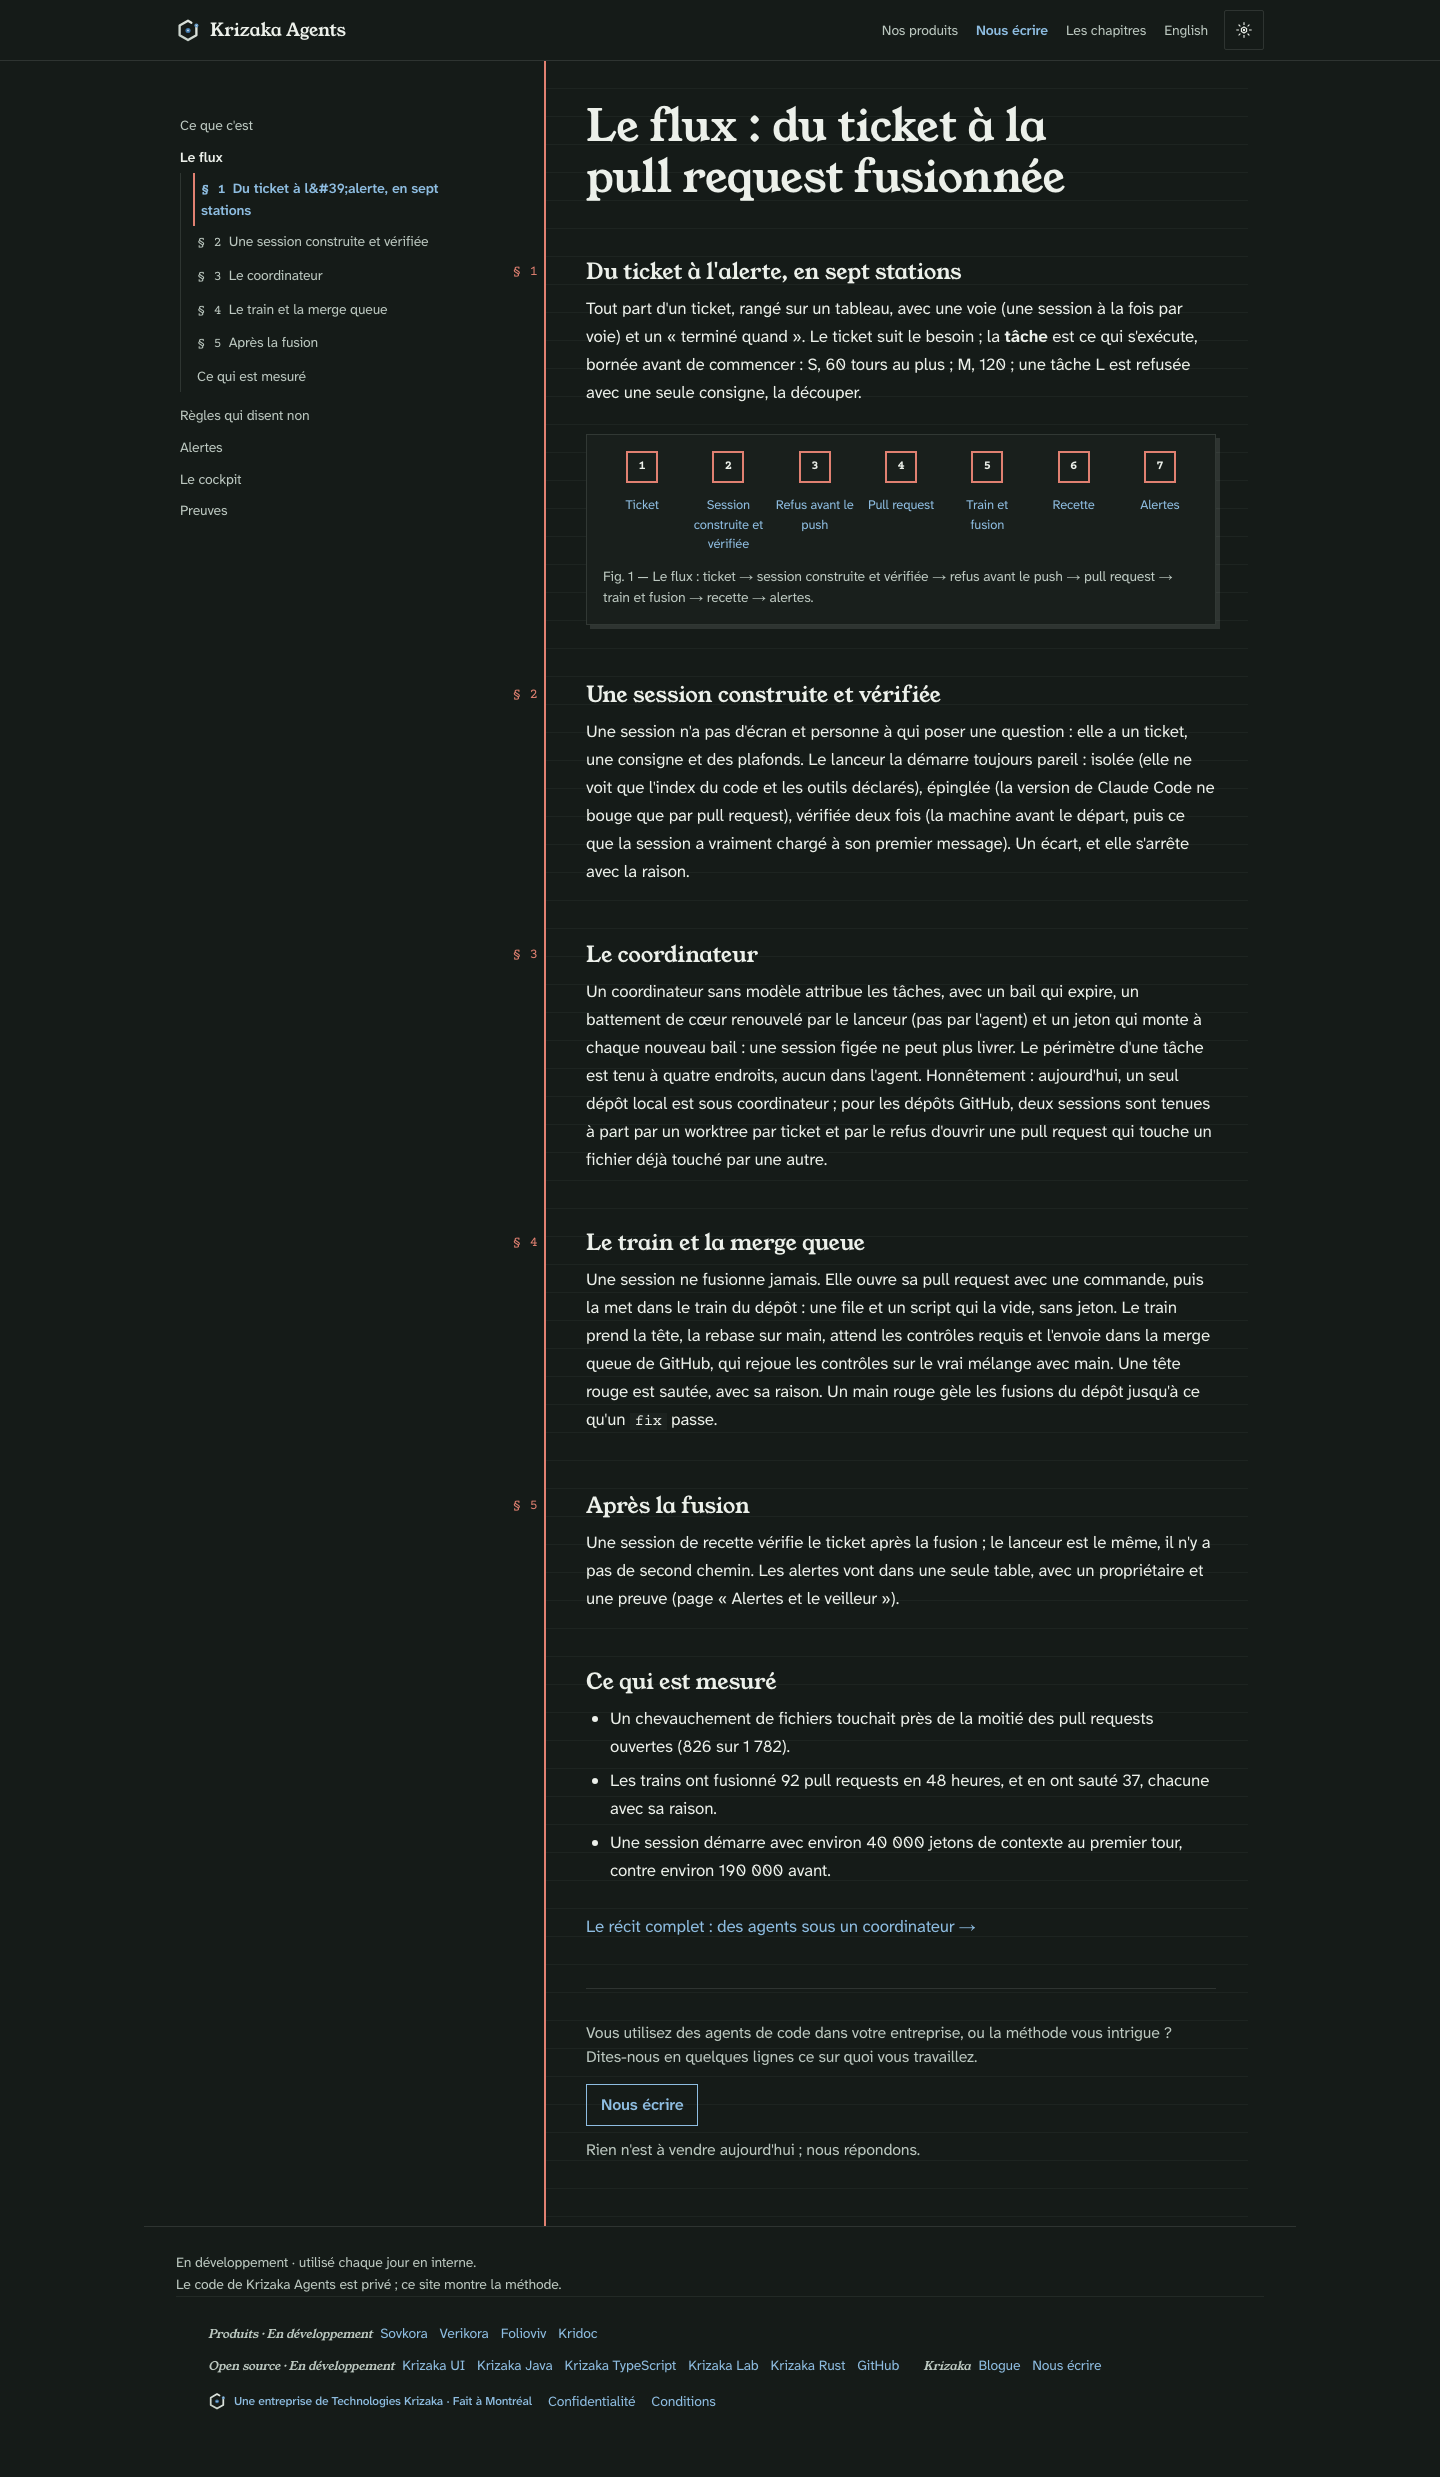 Krizaka Agents
Nos produits
Nous écrire
Les chapitres
English
Ce que c'est
Le flux
§ 1 Du ticket à l&#39;alerte, en sept
stations
§ 2 Une session construite et vérifiée
§ 3 Le coordinateur
§ 4 Le train et la merge queue
§ 5 Après la fusion
Ce qui est mesuré
Règles qui disent non
Alertes
Le cockpit
Preuves
Le flux : du ticket à la
pull request fusionnée
§ 1
Du ticket à l'alerte, en sept stations
Tout part d'un ticket, rangé sur un tableau, avec une voie (une session à la fois par
voie) et un « terminé quand ». Le ticket suit le besoin ; la tâche est ce qui s'exécute,
bornée avant de commencer : S, 60 tours au plus ; M, 120 ; une tâche L est refusée
avec une seule consigne, la découper.
1
Ticket
2
Session
construite et
vérifiée
3
Refus avant le
push
4
Pull request
5
Train et
fusion
6
Recette
7
Alertes
Fig. 1 — Le flux : ticket → session construite et vérifiée → refus avant le push → pull request →
train et fusion → recette → alertes.
§ 2
Une session construite et vérifiée
Une session n'a pas d'écran et personne à qui poser une question : elle a un ticket,
une consigne et des plafonds. Le lanceur la démarre toujours pareil : isolée (elle ne
voit que l'index du code et les outils déclarés), épinglée (la version de Claude Code ne
bouge que par pull request), vérifiée deux fois (la machine avant le départ, puis ce
que la session a vraiment chargé à son premier message). Un écart, et elle s'arrête
avec la raison.
§ 3
Le coordinateur
Un coordinateur sans modèle attribue les tâches, avec un bail qui expire, un
battement de cœur renouvelé par le lanceur (pas par l'agent) et un jeton qui monte à
chaque nouveau bail : une session figée ne peut plus livrer. Le périmètre d'une tâche
est tenu à quatre endroits, aucun dans l'agent. Honnêtement : aujourd'hui, un seul
dépôt local est sous coordinateur ; pour les dépôts GitHub, deux sessions sont tenues
à part par un worktree par ticket et par le refus d'ouvrir une pull request qui touche un
fichier déjà touché par une autre.
§ 4
Le train et la merge queue
Une session ne fusionne jamais. Elle ouvre sa pull request avec une commande, puis
la met dans le train du dépôt : une file et un script qui la vide, sans jeton. Le train
prend la tête, la rebase sur main, attend les contrôles requis et l'envoie dans la merge
queue de GitHub, qui rejoue les contrôles sur le vrai mélange avec main. Une tête
rouge est sautée, avec sa raison. Un main rouge gèle les fusions du dépôt jusqu'à ce
qu'un fix passe.
§ 5
Après la fusion
Une session de recette vérifie le ticket après la fusion ; le lanceur est le même, il n'y a
pas de second chemin. Les alertes vont dans une seule table, avec un propriétaire et
une preuve (page « Alertes et le veilleur »).
Ce qui est mesuré
• Un chevauchement de fichiers touchait près de la moitié des pull requests
ouvertes (826 sur 1 782).
• Les trains ont fusionné 92 pull requests en 48 heures, et en ont sauté 37, chacune
avec sa raison.
• Une session démarre avec environ 40 000 jetons de contexte au premier tour,
contre environ 190 000 avant.
Le récit complet : des agents sous un coordinateur →
Vous utilisez des agents de code dans votre entreprise, ou la méthode vous intrigue ?
Dites-nous en quelques lignes ce sur quoi vous travaillez.
Nous écrire
Rien n'est à vendre aujourd'hui ; nous répondons.
En développement · utilisé chaque jour en interne.
Le code de Krizaka Agents est privé ; ce site montre la méthode.
Produits · En développement Sovkora Verikora Folioviv Kridoc
Open source · En développement Krizaka UI Krizaka Java Krizaka TypeScript Krizaka Lab Krizaka Rust GitHub Krizaka Blogue Nous écrire
Une entreprise de Technologies Krizaka · Fait à Montréal Confidentialité Conditions